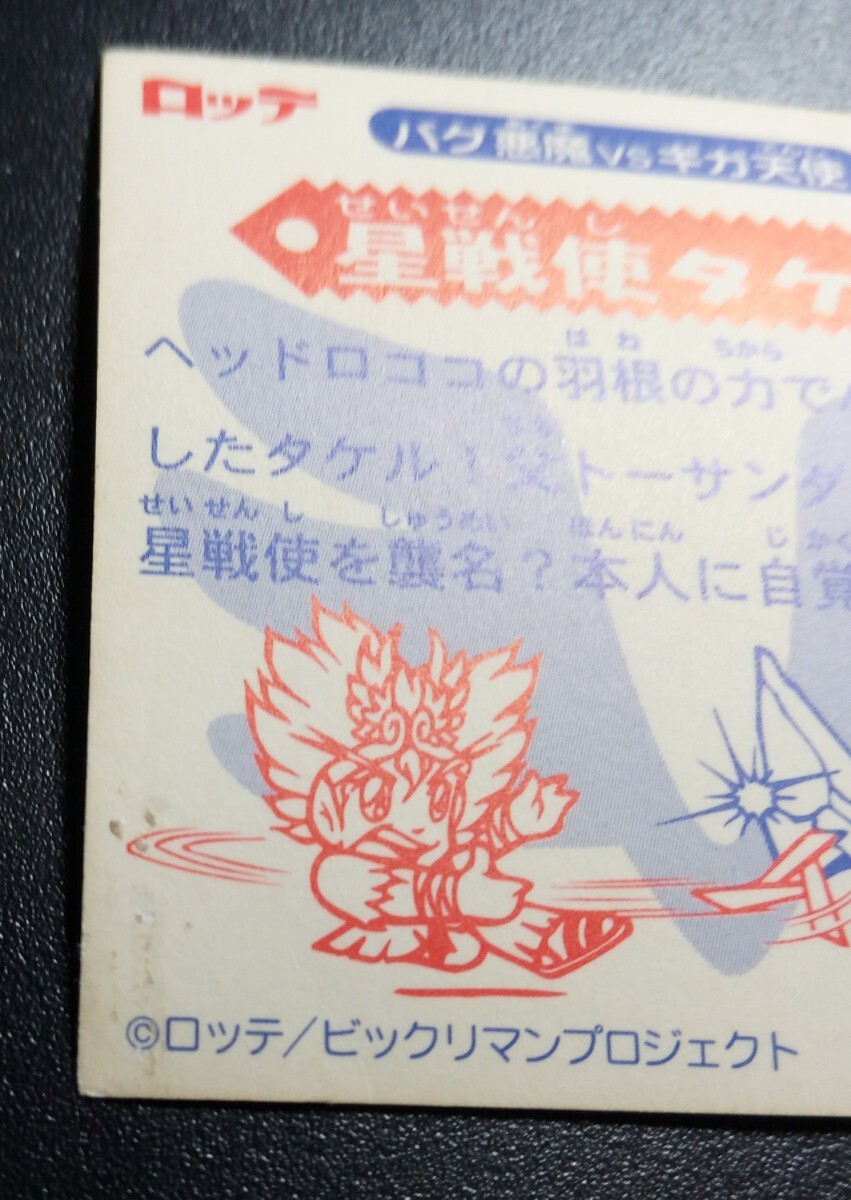 ロッテ
バグ悪魔VSギガ天使
せいせんし
星戦使タケ
はね ちから
ヘッドロココの羽根の力で
ちち
したタケル!父トーサンダ
せいせんし しゅうめい ほんにん じかく
星戦使を襲名?本人に自覚
©ロッテ/ビックリマンプロジェクト